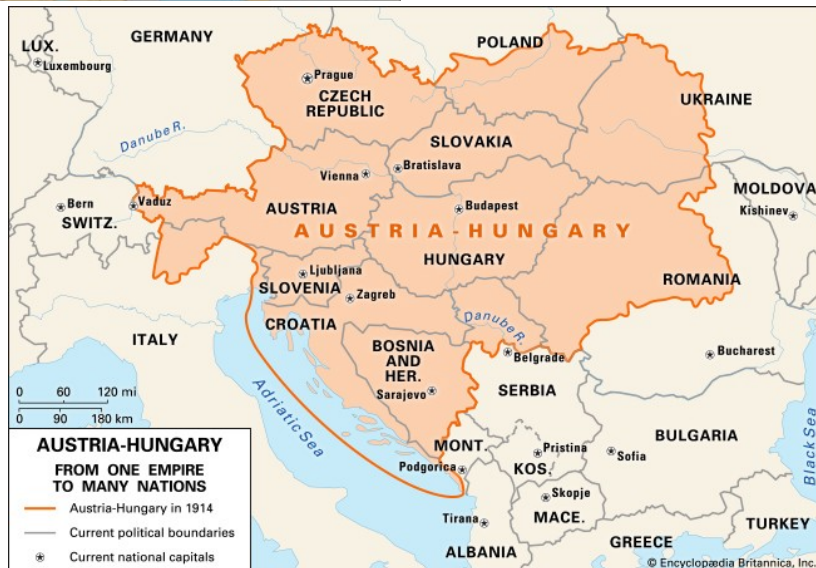 LUX.
Luxembourg
GERMANY
POLAND
Prague
CZECH
REPUBLIC
UKRAINE
Danube R.
SLOVAKIA
Vienna
Bratislava
MOLDOVA
Kishinev
Bern
SWITZ.
Vaduz
AUSTRIA
Budapest
AUSTRIA-HUNGARY
HUNGARY
ROMANIA
Ljubljana
SLOVENIA
Zagreb
CROATIA
Danube R.
ITALY
BOSNIA
AND
HER.
Sarajevo
Belgrade
Bucharest
SERBIA
0 60 120 mi
0 90 180 km
Adriatic Sea
MONT.
Podgorica
Pristina
KOS.
Sofia
BULGARIA
Black Sea
Skopje
MACE.
Tirana
ALBANIA
GREECE
TURKEY
AUSTRIA-HUNGARY
FROM ONE EMPIRE
TO MANY NATIONS
Austria-Hungary in 1914
Current political boundaries
Current national capitals
© Encyclopædia Britannica, Inc.